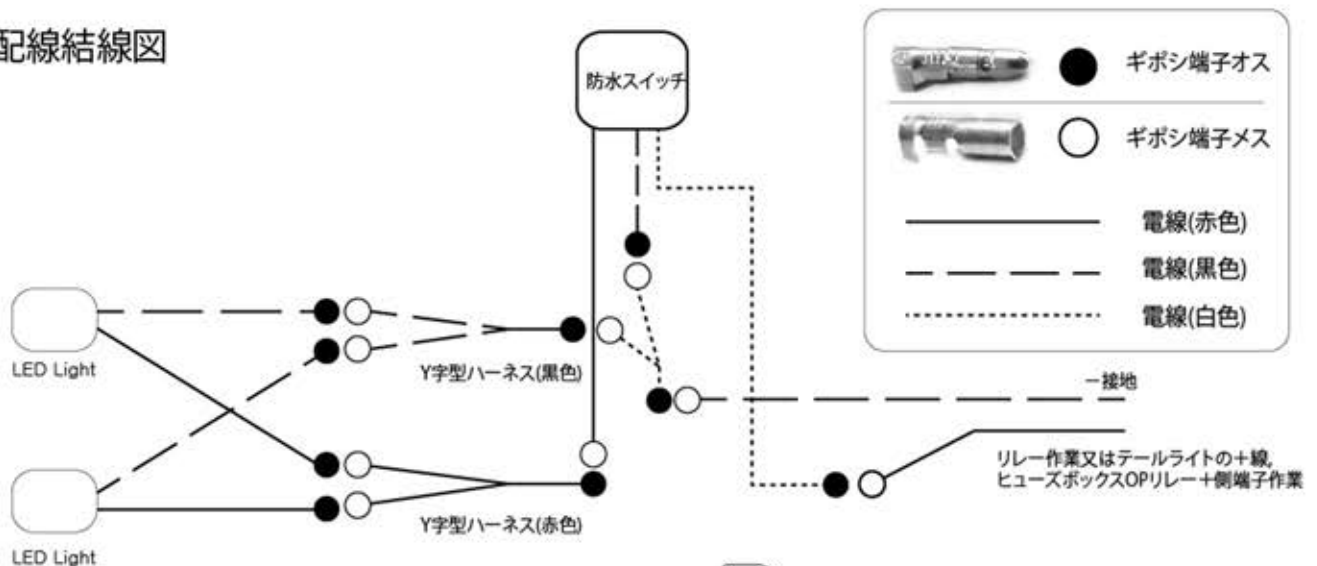 配線結線図
防水スイッチ
ギボシ端子オス
ギボシ端子メス
電線(赤色)
電線(黒色)
電線(白色)
LED Light
Y字型ハーネス(黒色)
ー接地
リレー作業又はテールライトの+線,
ヒューズボックスOPリレー+側端子作業
Y字型ハーネス(赤色)
LED Light